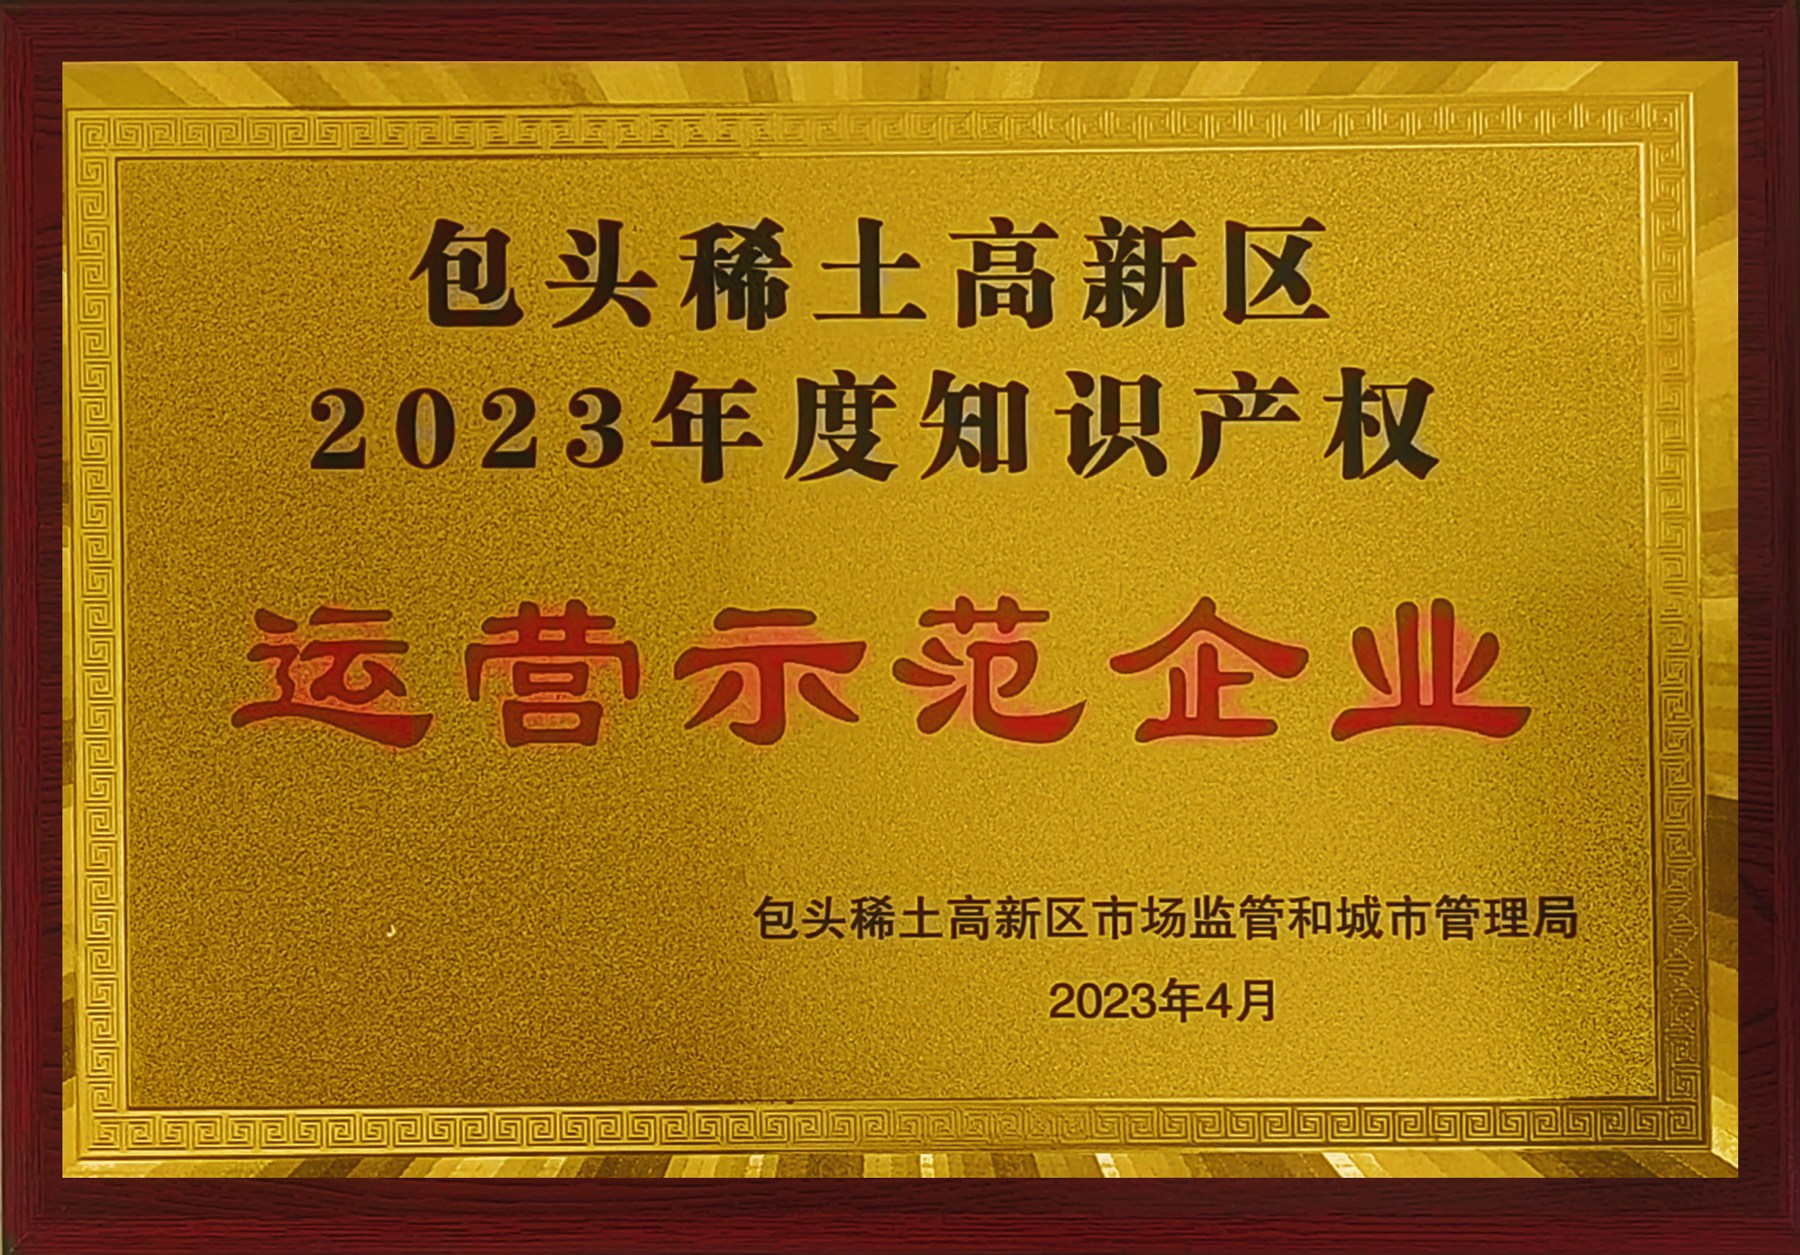 包头稀土高新区
2023年度知识产权
运营示范企业
包头稀土高新区市场监管和城市管理局
2023年4月